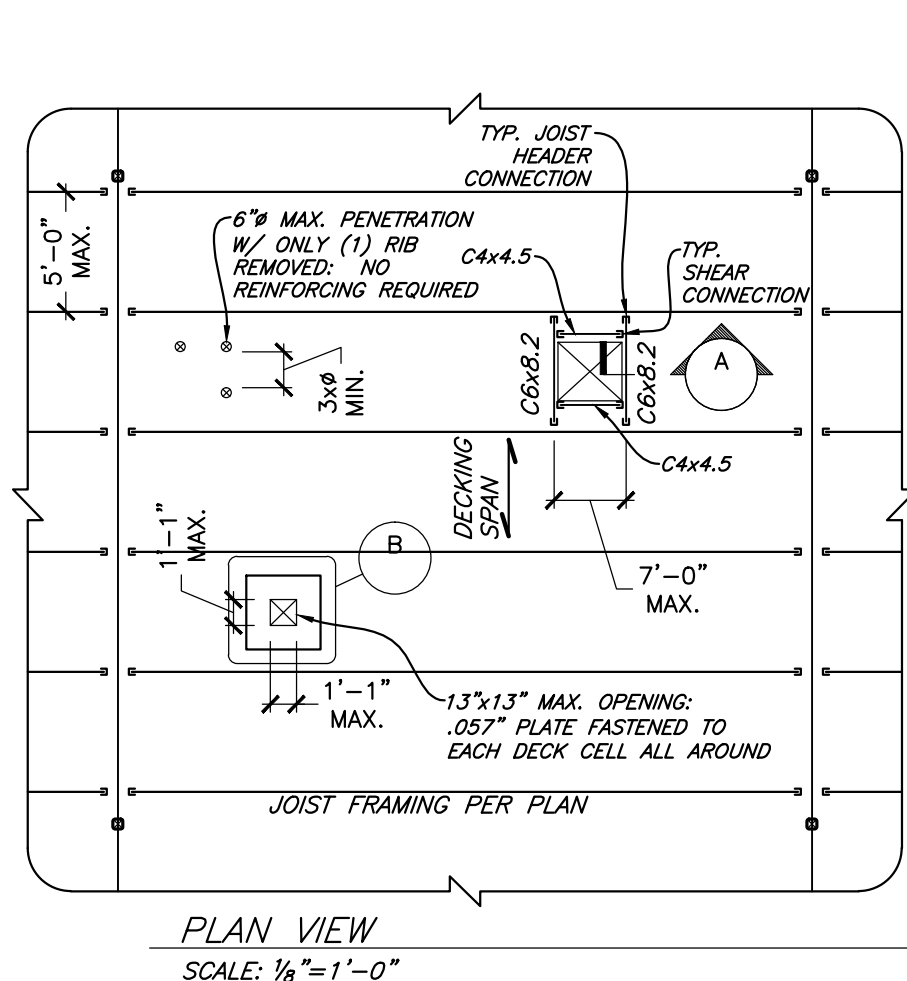 TYP. JOIST
HEADER
CONNECTION
6"ø MAX. PENETRATION
W/ ONLY (1) RIB
REMOVED: NO
REINFORCING REQUIRED
C4x4.5
TYP.
SHEAR
CONNECTION
5'-0"
MAX.
3xø
MIN.
C6x8.2
C6x8.2
A
C4x4.5
DECKING
SPAN
1'-1"
MAX.
B
7'-0"
MAX.
1'-1"
MAX.
13"x13" MAX. OPENING:
.057" PLATE FASTENED TO
EACH DECK CELL ALL AROUND
JOIST FRAMING PER PLAN
PLAN VIEW
SCALE: 1/8"=1'-0"